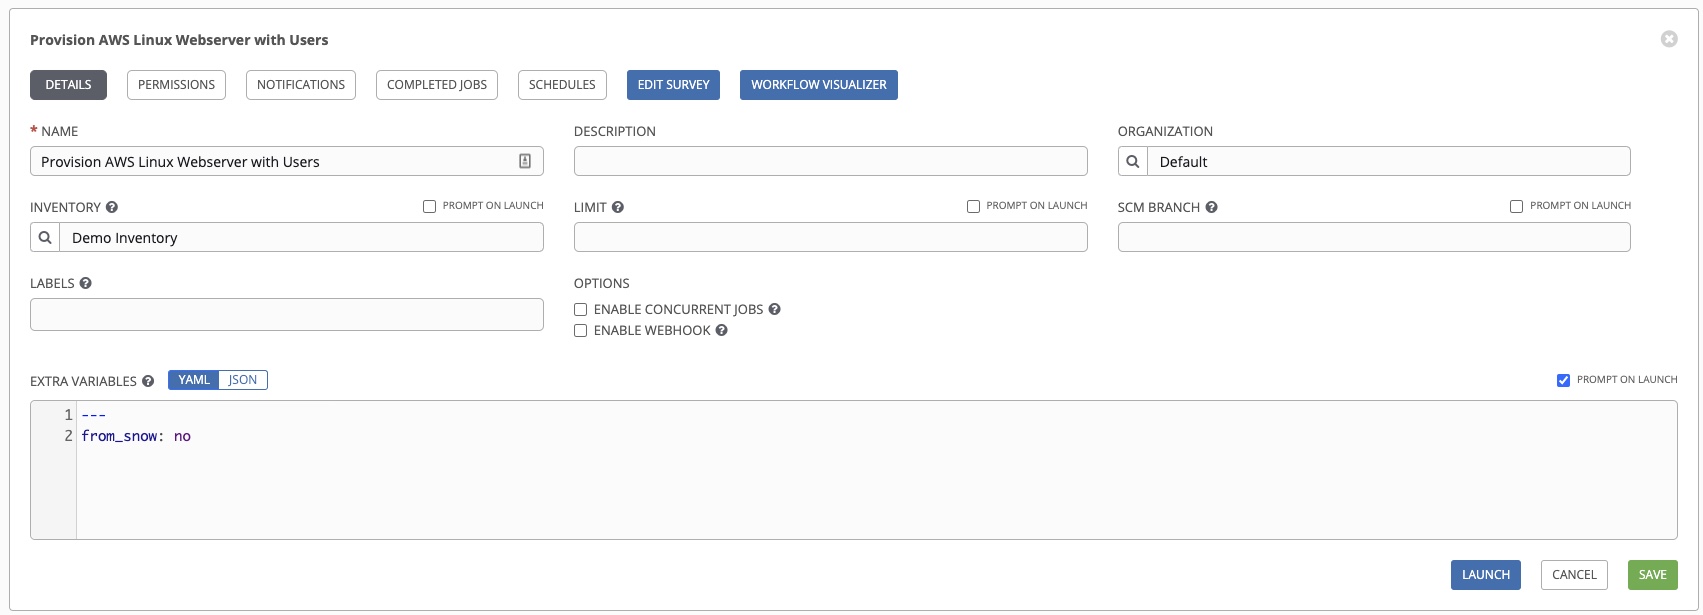 Provision AWS Linux Webserver with Users
DETAILS PERMISSIONS NOTIFICATIONS COMPLETED JOBS SCHEDULES EDIT SURVEY WORKFLOW VISUALIZER
* NAME DESCRIPTION ORGANIZATION
Provision AWS Linux Webserver with Users Default
INVENTORY ? PROMPT ON LAUNCH LIMIT ? PROMPT ON LAUNCH SCM BRANCH ? PROMPT ON LAUNCH
Demo Inventory
LABELS ? OPTIONS
ENABLE CONCURRENT JOBS ?
ENABLE WEBHOOK ?
EXTRA VARIABLES ? YAML JSON PROMPT ON LAUNCH
1 ---
2 from_snow: no
LAUNCH CANCEL SAVE